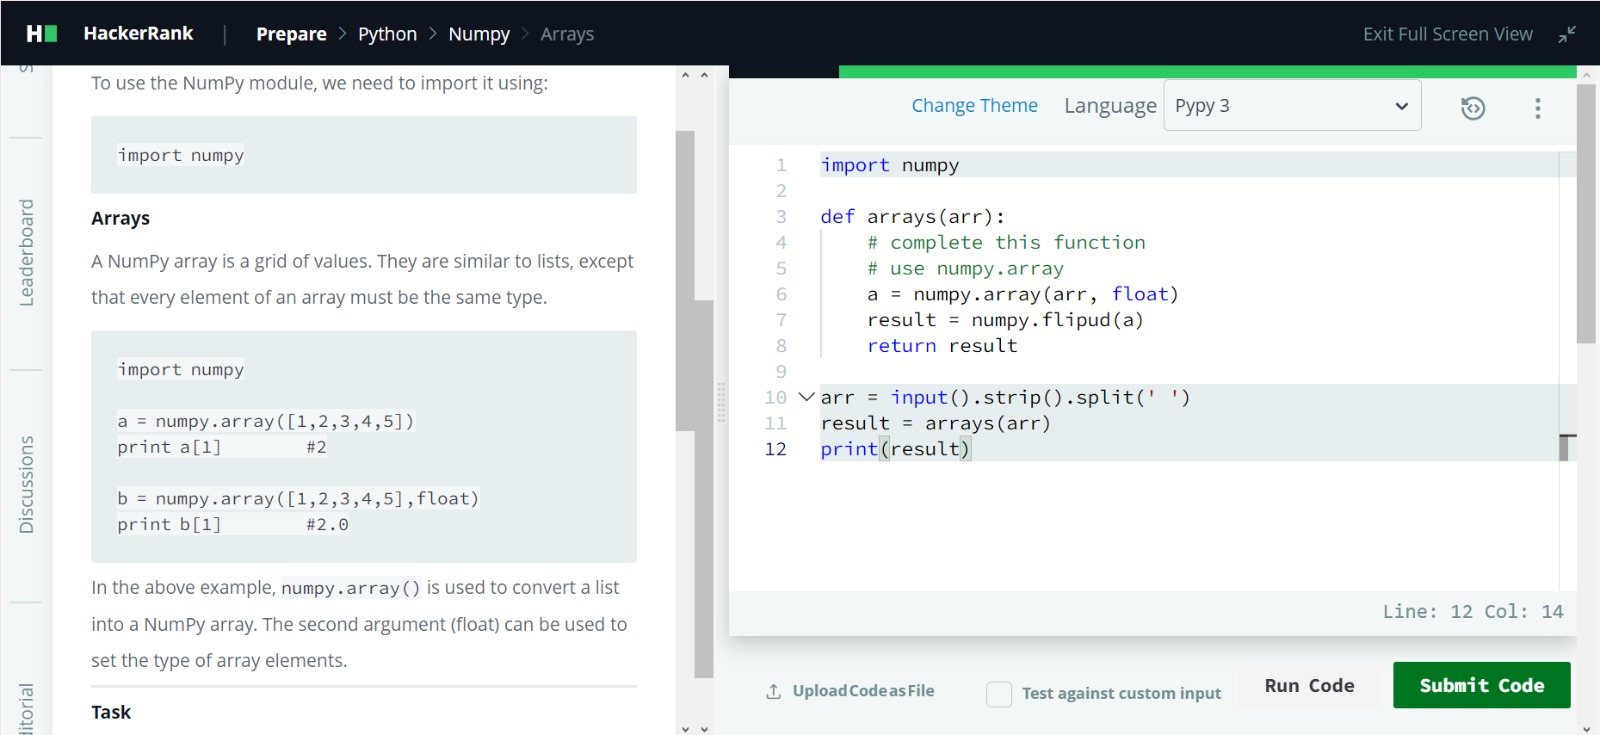 H HackerRank | Prepare > Python > Numpy > Arrays Exit Full Screen View
Leaderboard
Discussions
ditorial
To use the NumPy module, we need to import it using:
import numpy
Arrays
A NumPy array is a grid of values. They are similar to lists, except
that every element of an array must be the same type.
import numpy
a = numpy.array([1,2,3,4,5])
print a[1] #2
b = numpy.array([1,2,3,4,5],float)
print b[1] #2.0
In the above example, numpy.array() is used to convert a list
into a NumPy array. The second argument (float) can be used to
set the type of array elements.
Task
Change Theme Language Pypy 3
1 import numpy
2
3 def arrays(arr):
4 # complete this function
5 # use numpy.array
6 a = numpy.array(arr, float)
7 result = numpy.flipud(a)
8 return result
9
10 arr = input().strip().split(' ')
11 result = arrays(arr)
12 print(result)
Line: 12 Col: 14
Upload Code as File Test against custom input Run Code Submit Code